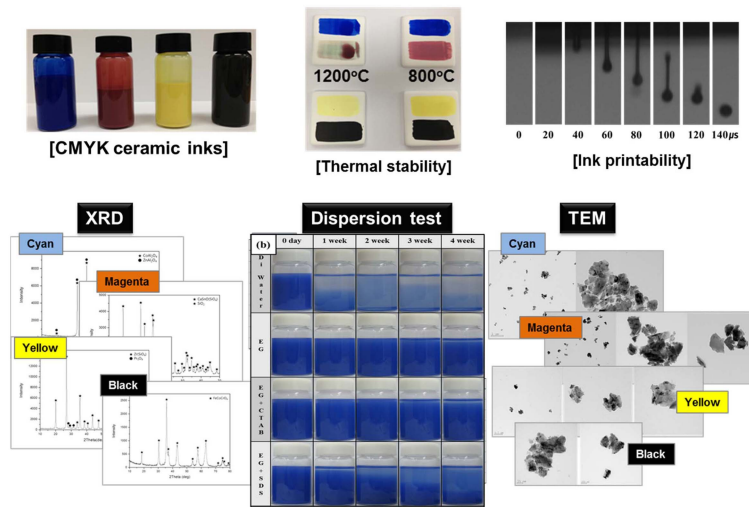 1200°C 800°C
0 20 40 60 80 100 120 140μs
[CMYK ceramic inks]
[Thermal stability]
[Ink printability]
XRD
Dispersion test
TEM
Cyan
Magenta
Yellow
Black
(b) 0 day 1 week 2 week 3 week 4 week
DI Water
EG
EG+CTAB
EG+SDS
Cyan
Magenta
Yellow
Black